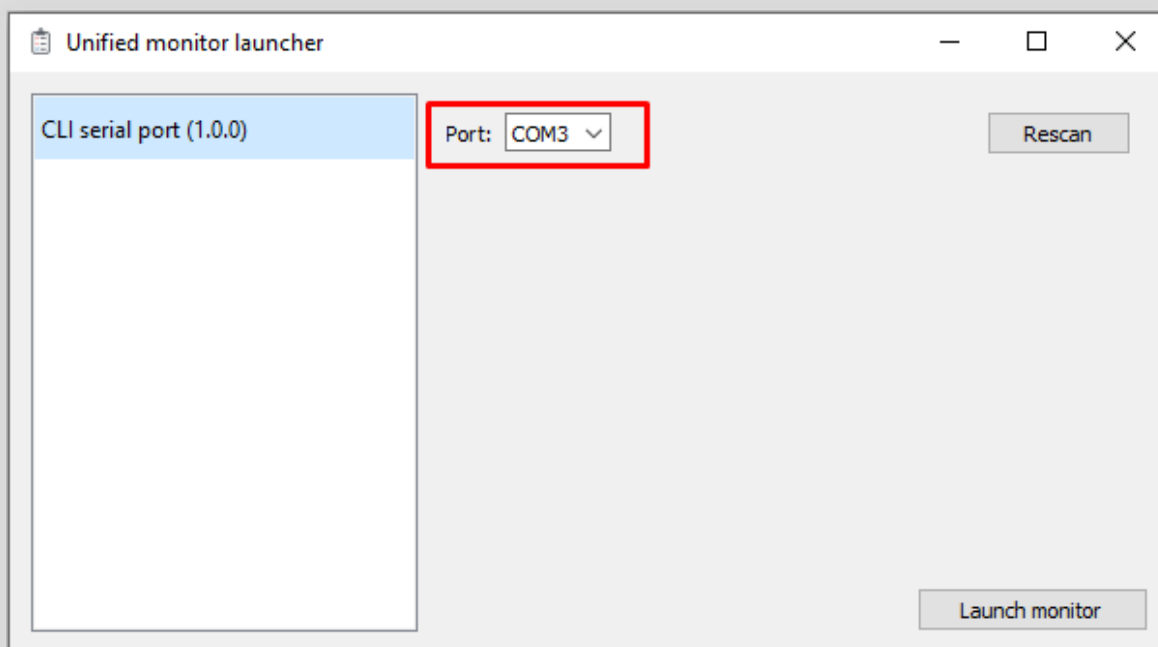 Unified monitor launcher
CLI serial port (1.0.0)
Port: COM3
Rescan
Launch monitor